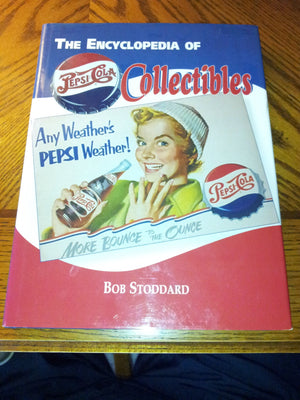 THE ENCYCLOPEDIA OF
PEPSI-COLA
Collectibles
Any Weather's
PEPSI Weather!
PEPSI-COLA
MORE BOUNCE TO THE OUNCE
BOB STODDARD